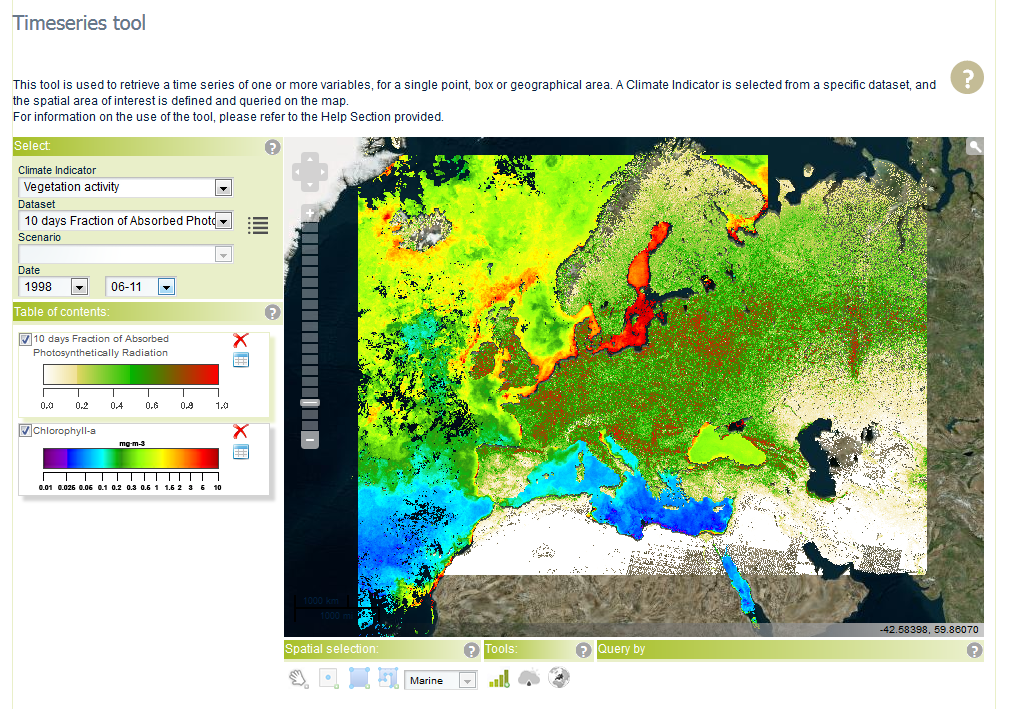 Timeseries tool
This tool is used to retrieve a time series of one or more variables, for a single point, box or geographical area. A Climate Indicator is selected from a specific dataset, and
the spatial area of interest is defined and queried on the map.
For information on the use of the tool, please refer to the Help Section provided.
?
Select:
?
Climate Indicator
Vegetation activity
Dataset
10 days Fraction of Absorbed Photo
Scenario
Date
1998
06-11
Table of contents:
?
10 days Fraction of Absorbed
Photosynthetically Radiation
0.0 0.2 0.4 0.6 0.8 1.0
Chlorophyll-a
mg·m-3
0.01 0.025 0.05 0.1 0.2 0.3 0.5 1 1.5 2 3 5 10
1000 km
1000 mi
-42.58398, 59.86070
Spatial selection:
?
Tools:
?
Query by
?
Marine